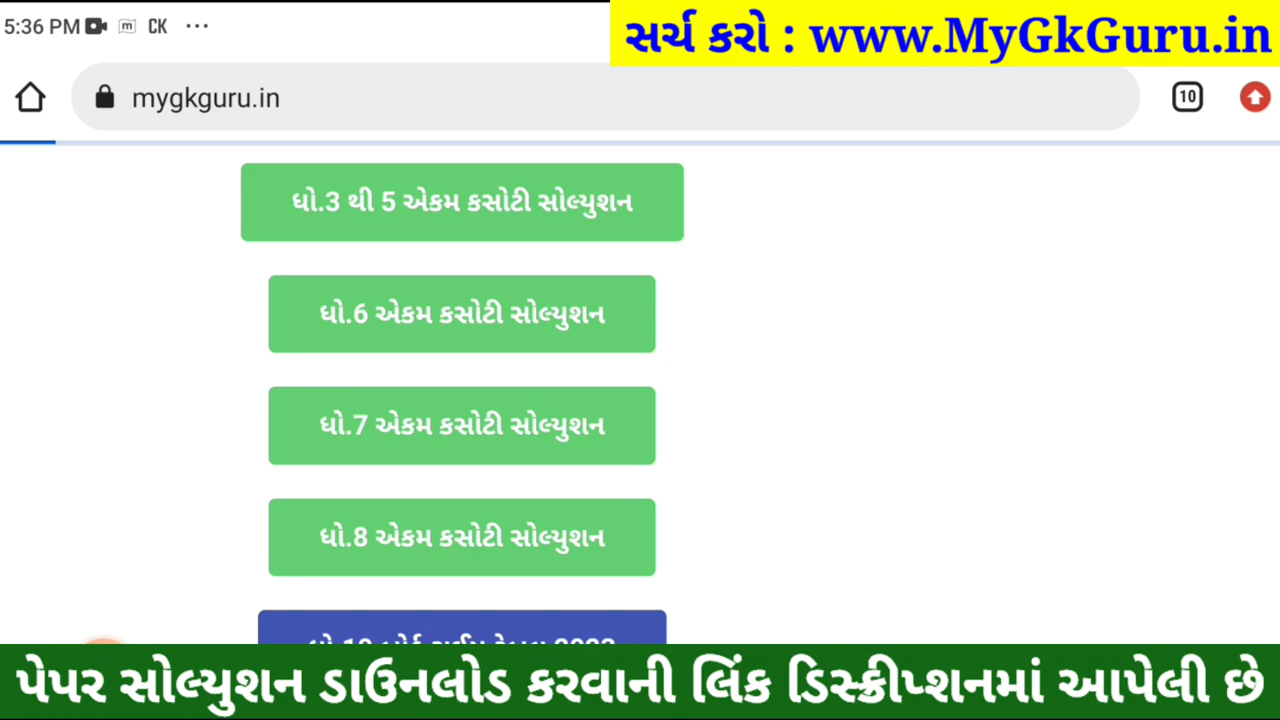 5:36 PM m CK ...
સર્ચ કરો : www.MyGkGuru.in
mygkguru.in
10
ધો.3 થી 5 એકમ કસોટી સોલ્યુશન
ધો.6 એકમ કસોટી સોલ્યુશન
ધો.7 એકમ કસોટી સોલ્યુશન
ધો.8 એકમ કસોટી સોલ્યુશન
પેપર સોલ્યુશન ડાઉનલોડ કરવાની લિંક ડિસ્ક્રીપ્શનમાં આપેલી છે